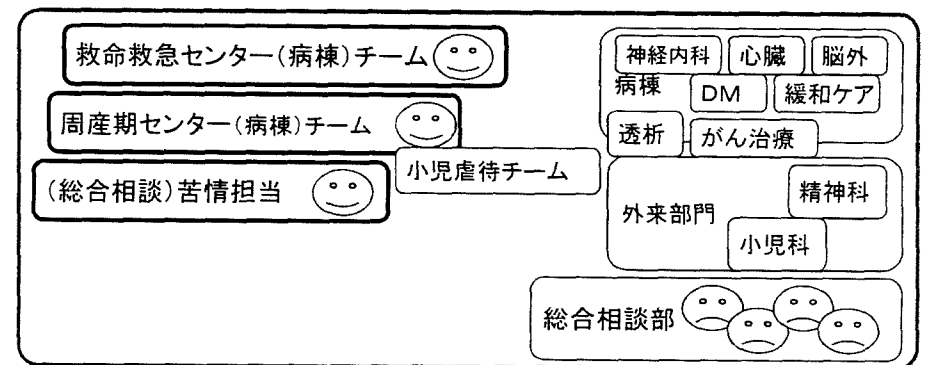 救命救急センター(病棟)チーム
周産期センター(病棟)チーム
(総合相談)苦情担当
小児虐待チーム
神経内科
心臓
脳外
病棟
DM
緩和ケア
透析
がん治療
外来部門
精神科
小児科
総合相談部